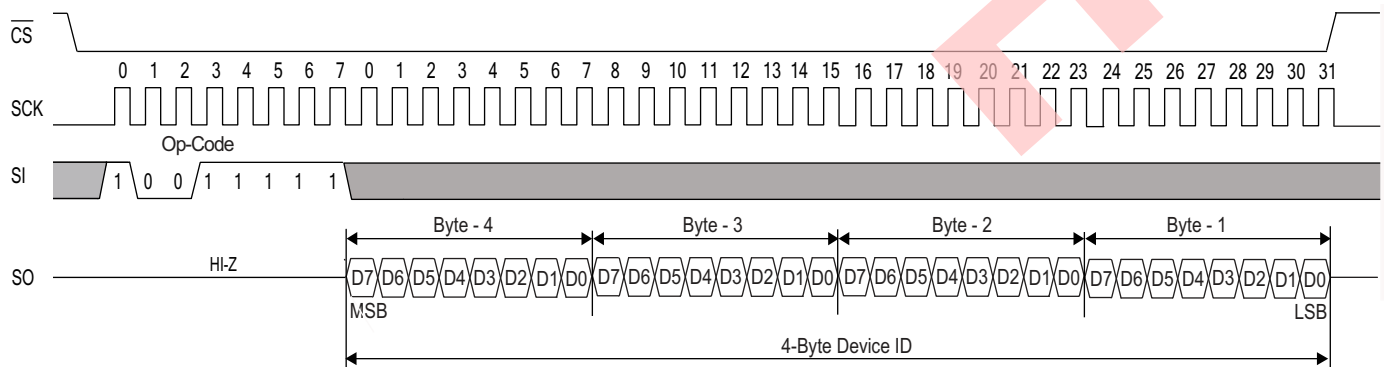 CS
0 1 2 3 4 5 6 7 0 1 2 3 4 5 6 7 8 9 10 11 12 13 14 15 16 17 18 19 20 21 22 23 24 25 26 27 28 29 30 31
SCK
Op-Code
SI 1 0 0 1 1 1 1 1
Byte - 4 Byte - 3 Byte - 2 Byte - 1
SO HI-Z D7 D6 D5 D4 D3 D2 D1 D0 D7 D6 D5 D4 D3 D2 D1 D0 D7 D6 D5 D4 D3 D2 D1 D0 D7 D6 D5 D4 D3 D2 D1 D0
MSB LSB
4-Byte Device ID